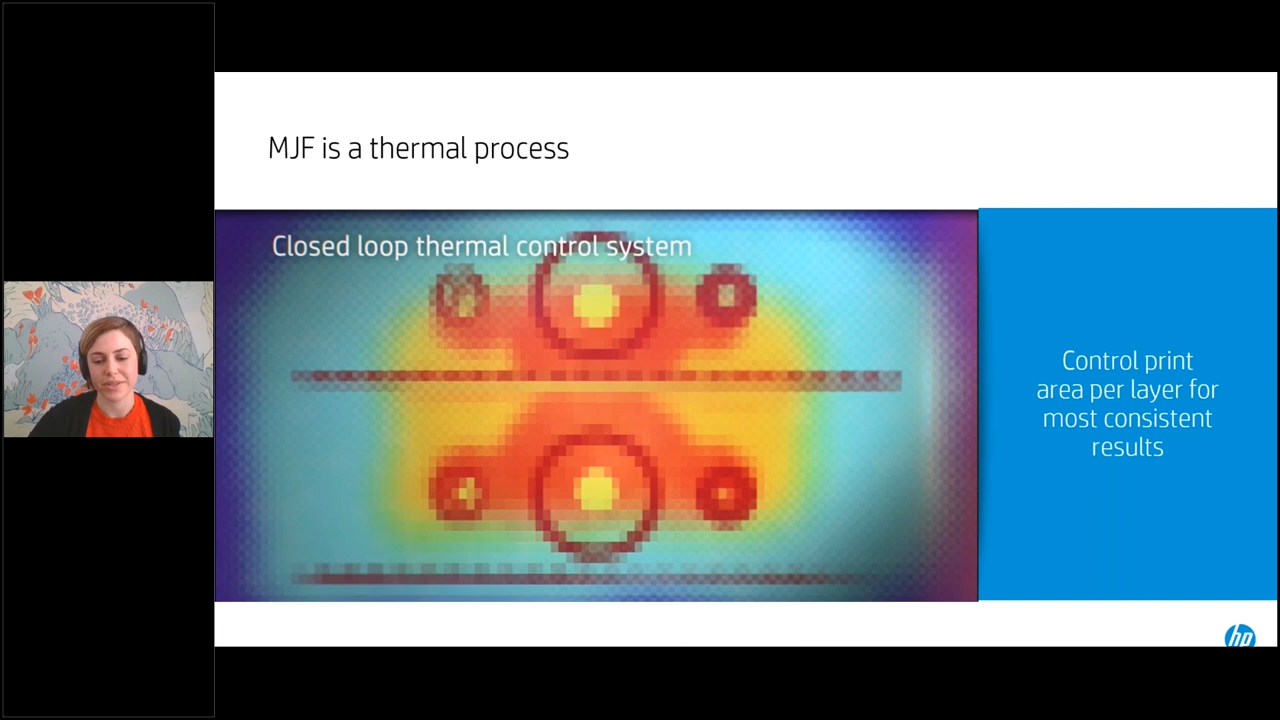 MJF is a thermal process
Closed loop thermal control system
Control print
area per layer for
most consistent
results
hp